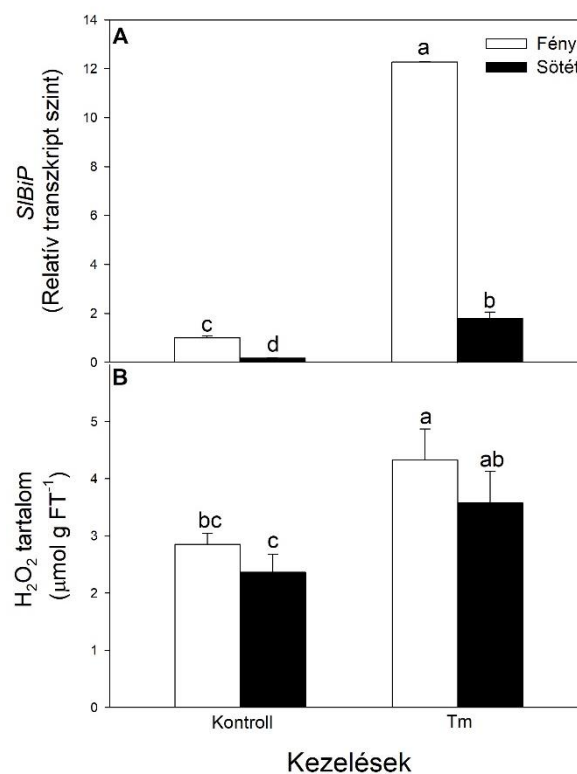 A
Fény
Sötét
a
b
c
d
14
12
10
8
6
4
2
0
SlBiP
(Relatív transzkript szint)
B
a
ab
bc
c
5
4
3
2
1
0
H₂O₂ tartalom
(μmol g FT⁻¹)
Kontroll
Tm
Kezelések